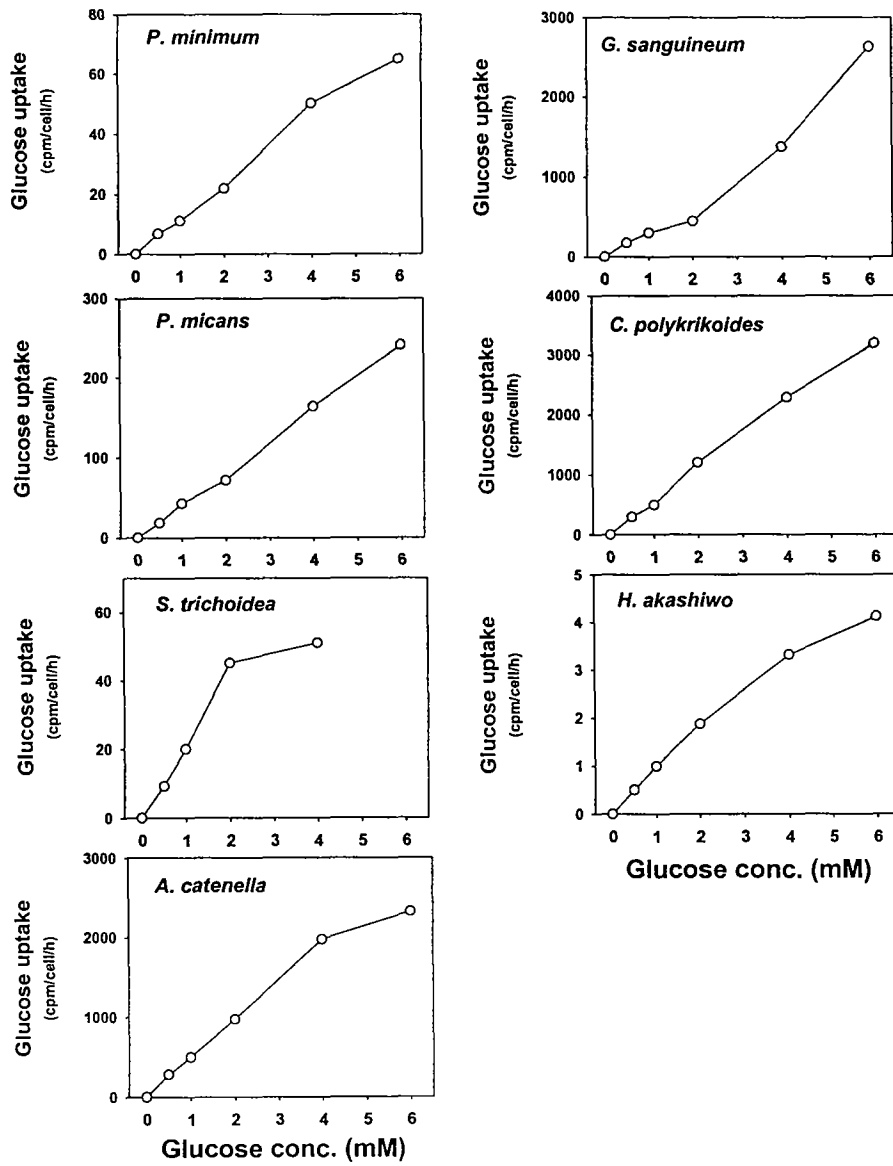 P. minimum
Glucose uptake
(cpm/cell/h)
80
60
40
20
0
0 1 2 3 4 5 6
G. sanguineum
Glucose uptake
(cpm/cell/h)
3000
2000
1000
0
0 1 2 3 4 5 6
P. micans
Glucose uptake
(cpm/cell/h)
300
200
100
0
0 1 2 3 4 5 6
C. polykrikoides
Glucose uptake
(cpm/cell/h)
4000
3000
2000
1000
0
0 1 2 3 4 5 6
S. trichoidea
Glucose uptake
(cpm/cell/h)
60
40
20
0
0 1 2 3 4 5 6
H. akashiwo
Glucose uptake
(cpm/cell/h)
5
4
3
2
1
0
0 1 2 3 4 5 6
Glucose conc. (mM)
A. catenella
Glucose uptake
(cpm/cell/h)
3000
2000
1000
0
0 1 2 3 4 5 6
Glucose conc. (mM)